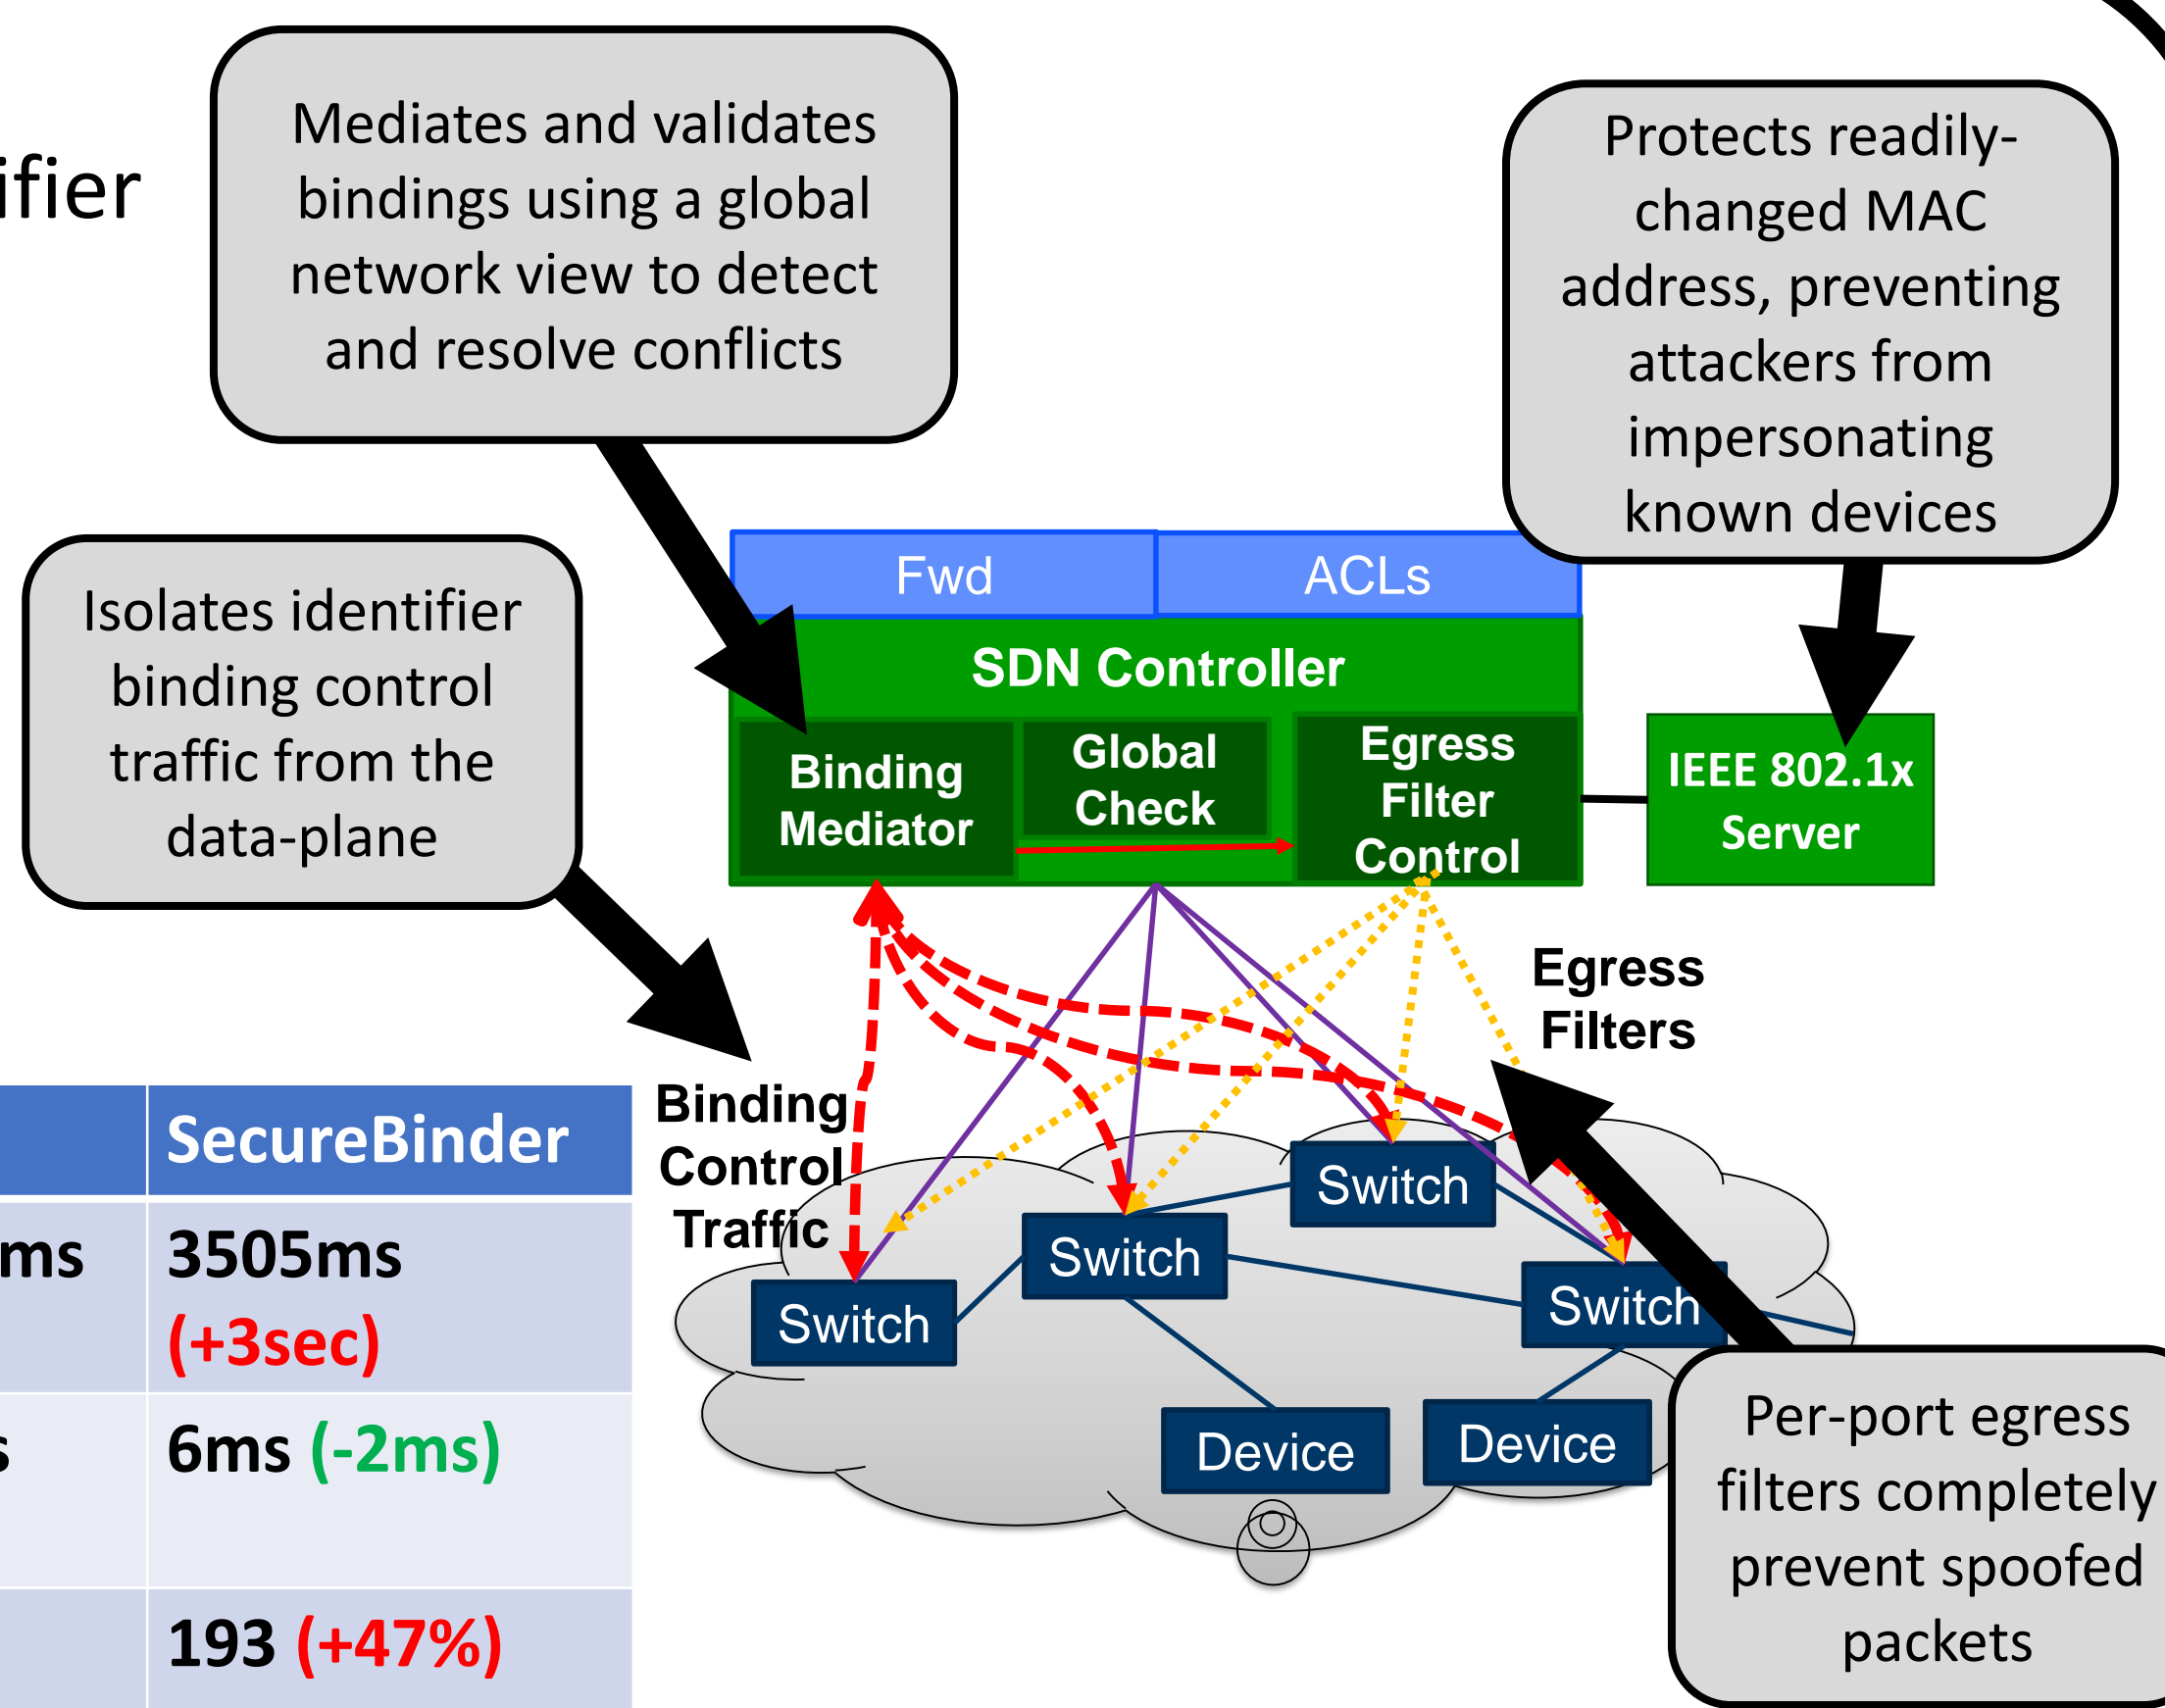 ifier
Mediates and validates
bindings using a global
network view to detect
and resolve conflicts
Protects readily-
changed MAC
address, preventing
attackers from
impersonating
known devices
Isolates identifier
binding control
traffic from the
data-plane
Fwd
ACLs
SDN Controller
Binding
Mediator
Global
Check
Egress
Filter
Control
IEEE 802.1x
Server
Egress
Filters
Binding
Control
Traffic
Switch
Switch
Switch
Switch
Device
Device
Per-port egress
filters completely
prevent spoofed
packets
SecureBinder
ms
3505ms
(+3sec)
s
6ms (-2ms)
193 (+47%)